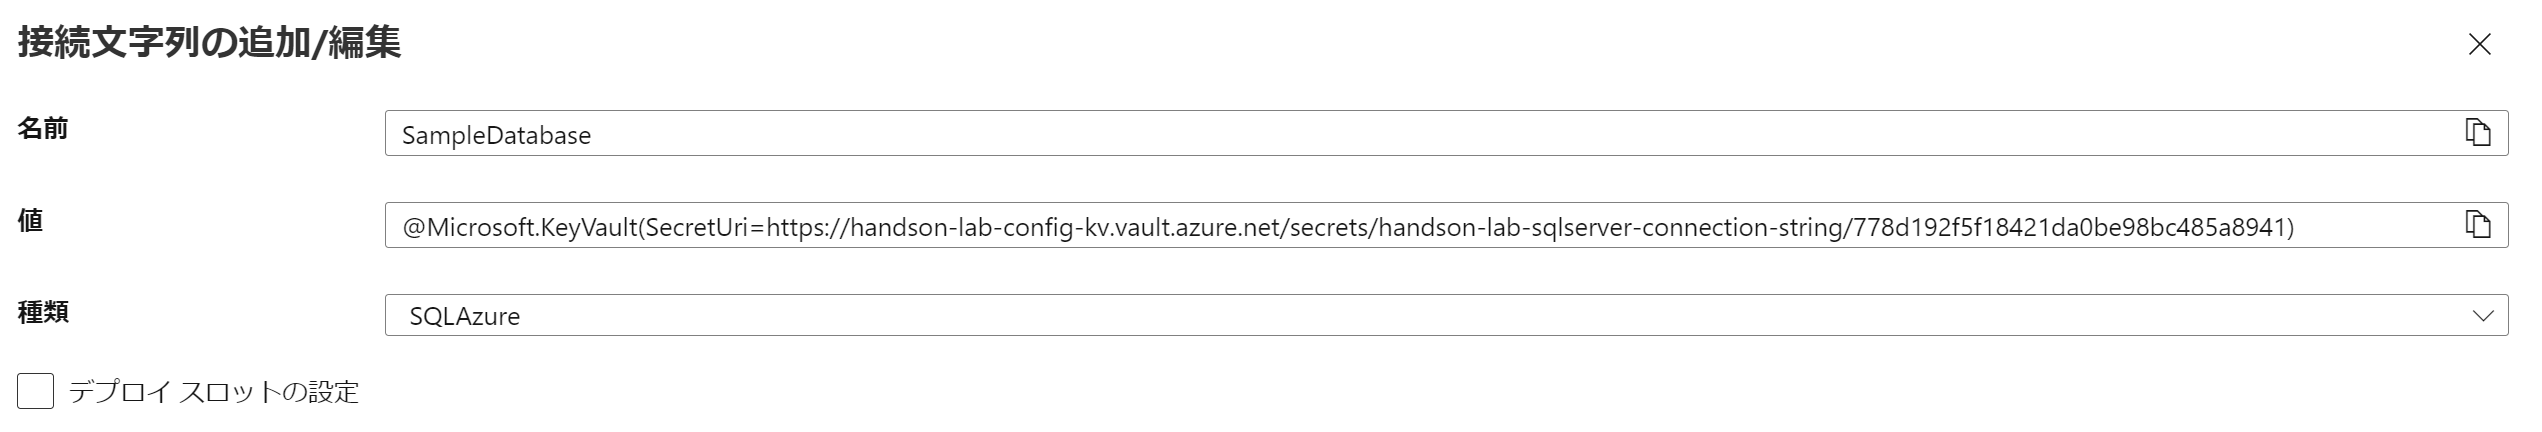 接続文字列の追加/編集
名前
SampleDatabase
値
@Microsoft.KeyVault(SecretUri=https://handson-lab-config-kv.vault.azure.net/secrets/handson-lab-sqlserver-connection-string/778d192f5f18421da0be98bc485a8941)
種類
SQLAzure
デプロイ スロットの設定